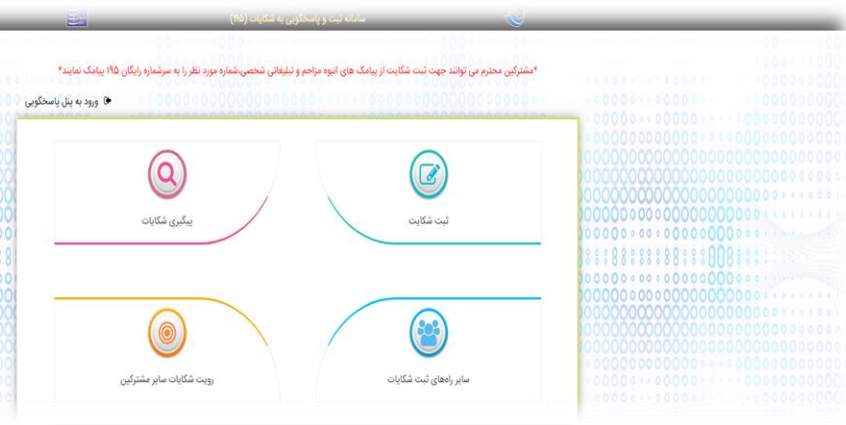 سامانه ثبت و پاسخگویی به شکایات (۱۹۵)
*مشترکین محترم می توانند جهت ثبت شکایت از پیامک های انبوه مزاحم و تبلیغاتی شخصی،شماره مورد نظر را به سرشماره رایگان ۱۹۵ پیامک نمایند*
ورود به پنل پاسخگویی
ثبت شکایت
پیگیری شکایات
سایر راه‌های ثبت شکایات
رویت شکایات سایر مشترکین